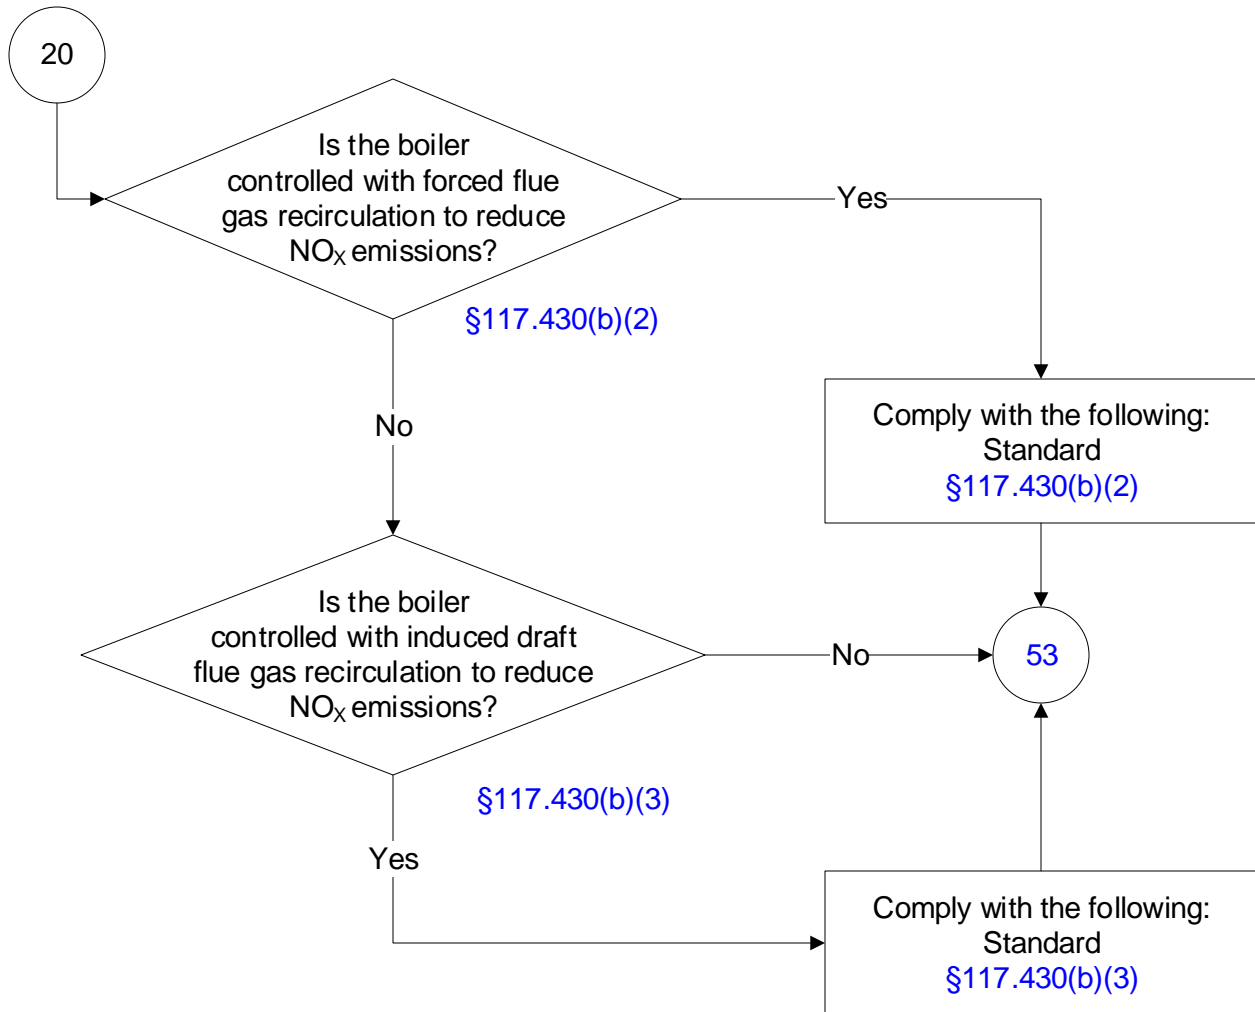 20
Is the boiler
controlled with forced flue
gas recirculation to reduce
NOX emissions?
Yes
§117.430(b)(2)
No
Comply with the following:
Standard
§117.430(b)(2)
Is the boiler
controlled with induced draft
flue gas recirculation to reduce
NOX emissions?
No
53
§117.430(b)(3)
Yes
Comply with the following:
Standard
§117.430(b)(3)